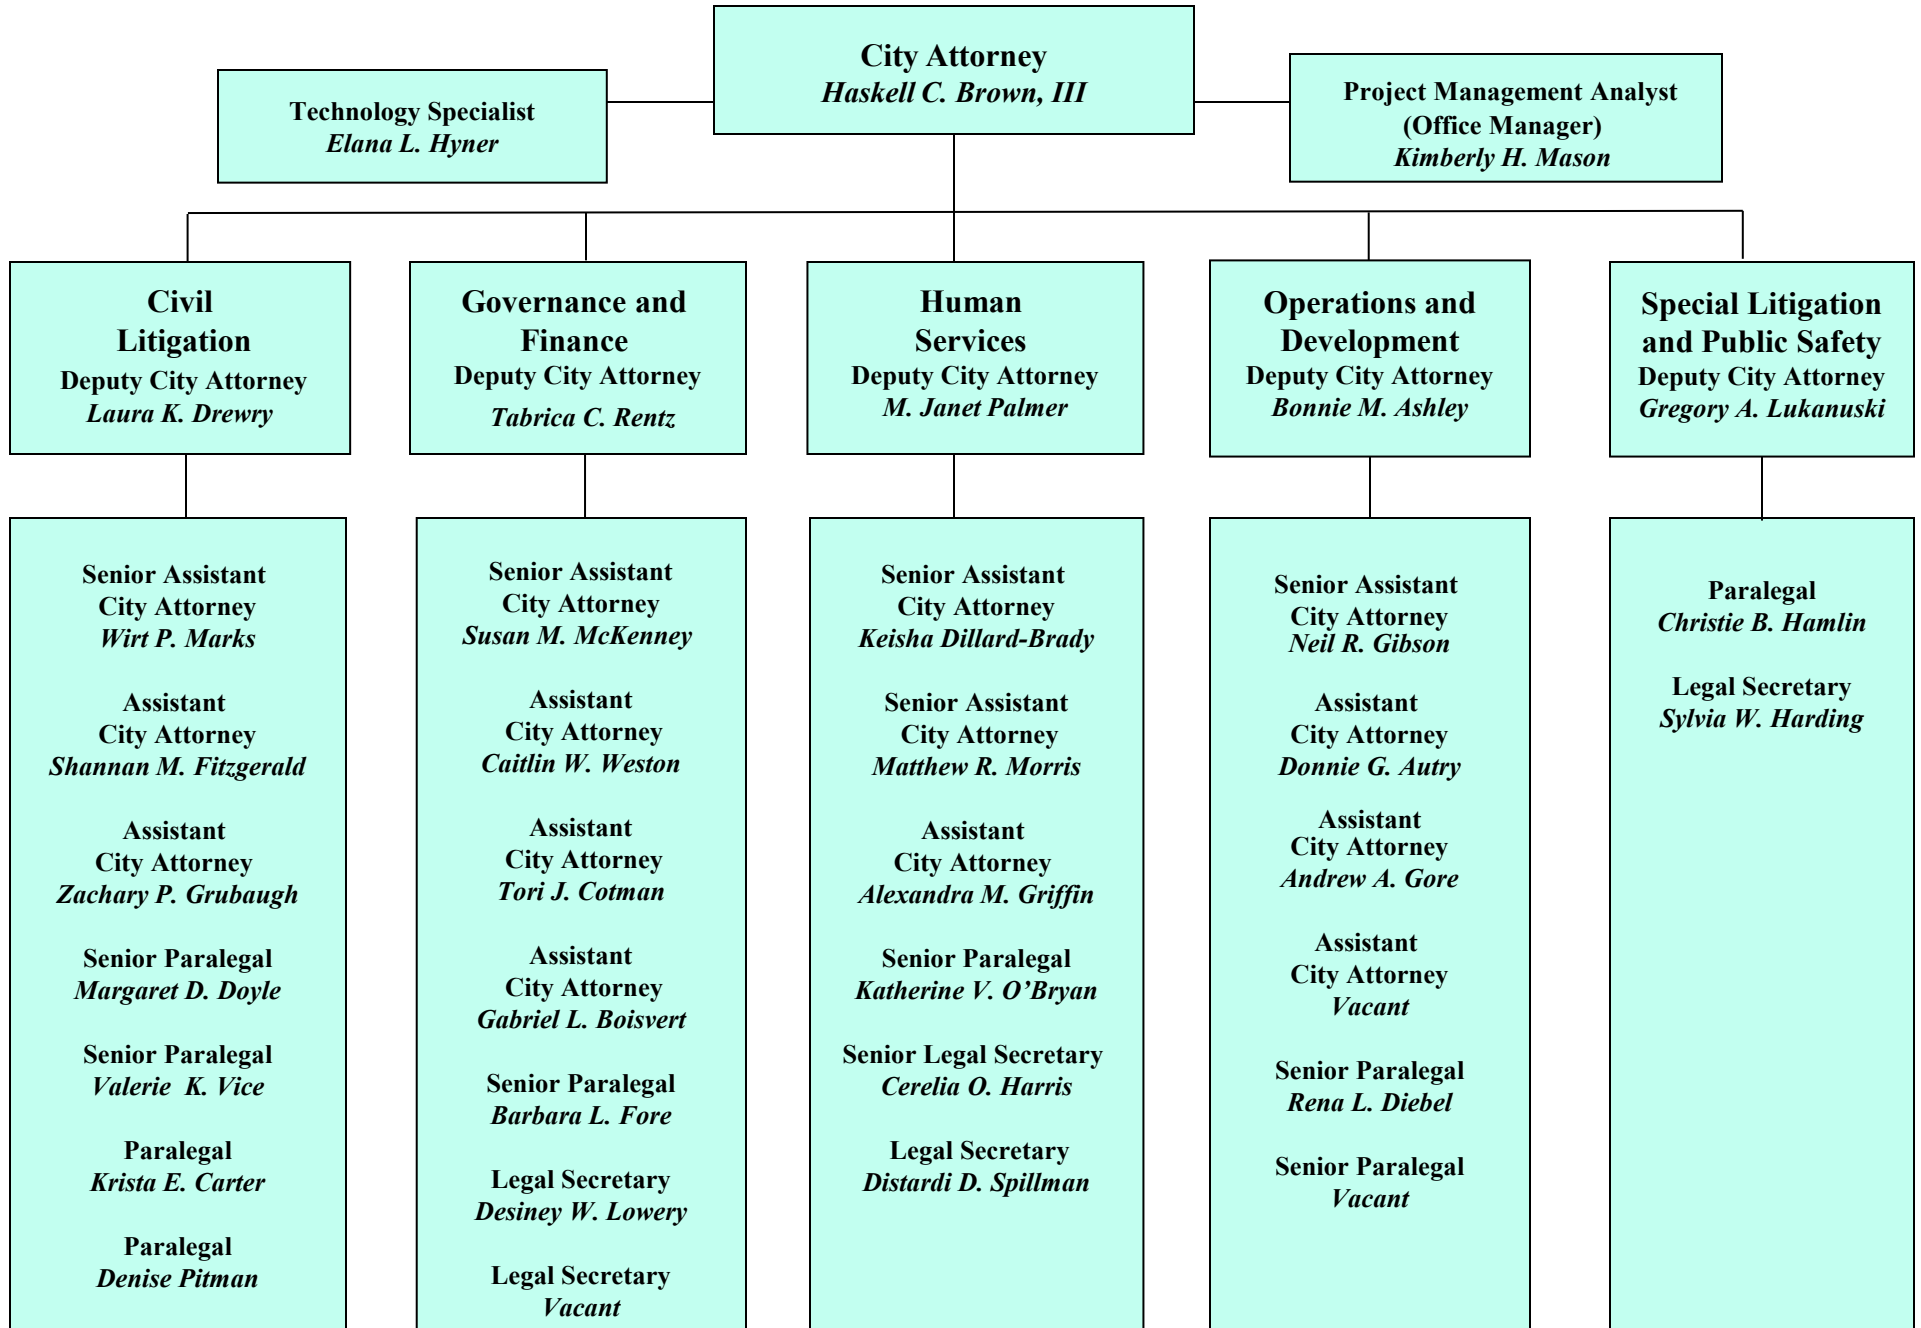 City Attorney
Haskell C. Brown, III
Technology Specialist
Elana L. Hyner
Project Management Analyst
(Office Manager)
Kimberly H. Mason
Civil
Litigation
Deputy City Attorney
Laura K. Drewry
Governance and
Finance
Deputy City Attorney
Tabrica C. Rentz
Human
Services
Deputy City Attorney
M. Janet Palmer
Operations and
Development
Deputy City Attorney
Bonnie M. Ashley
Special Litigation
and Public Safety
Deputy City Attorney
Gregory A. Lukanuski
Senior Assistant
City Attorney
Wirt P. Marks
Assistant
City Attorney
Shannan M. Fitzgerald
Assistant
City Attorney
Zachary P. Grubaugh
Senior Paralegal
Margaret D. Doyle
Senior Paralegal
Valerie K. Vice
Paralegal
Krista E. Carter
Paralegal
Denise Pitman
Senior Assistant
City Attorney
Susan M. McKenney
Assistant
City Attorney
Caitlin W. Weston
Assistant
City Attorney
Tori J. Cotman
Assistant
City Attorney
Gabriel L. Boisvert
Senior Paralegal
Barbara L. Fore
Legal Secretary
Desiney W. Lowery
Legal Secretary
Vacant
Senior Assistant
City Attorney
Keisha Dillard-Brady
Senior Assistant
City Attorney
Matthew R. Morris
Assistant
City Attorney
Alexandra M. Griffin
Senior Paralegal
Katherine V. O’Bryan
Senior Legal Secretary
Cerelia O. Harris
Legal Secretary
Distardi D. Spillman
Senior Assistant
City Attorney
Neil R. Gibson
Assistant
City Attorney
Donnie G. Autry
Assistant
City Attorney
Andrew A. Gore
Assistant
City Attorney
Vacant
Senior Paralegal
Rena L. Diebel
Senior Paralegal
Vacant
Paralegal
Christie B. Hamlin
Legal Secretary
Sylvia W. Harding